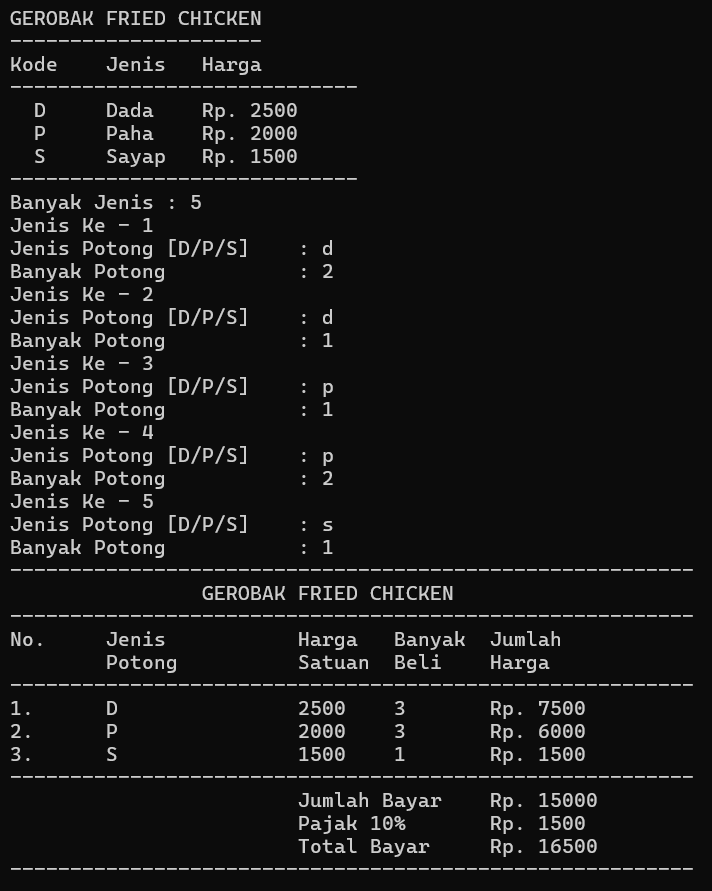 GEROBAK FRIED CHICKEN
---------------------
Kode    Jenis   Harga
-----------------------------
  D     Dada    Rp. 2500
  P     Paha    Rp. 2000
  S     Sayap   Rp. 1500
-----------------------------
Banyak Jenis : 5
Jenis Ke - 1
Jenis Potong [D/P/S]    : d
Banyak Potong           : 2
Jenis Ke - 2
Jenis Potong [D/P/S]    : d
Banyak Potong           : 1
Jenis Ke - 3
Jenis Potong [D/P/S]    : p
Banyak Potong           : 1
Jenis Ke - 4
Jenis Potong [D/P/S]    : p
Banyak Potong           : 2
Jenis Ke - 5
Jenis Potong [D/P/S]    : s
Banyak Potong           : 1
---------------------------------------------------------
                GEROBAK FRIED CHICKEN
---------------------------------------------------------
No.     Jenis           Harga   Banyak  Jumlah
        Potong          Satuan  Beli    Harga
---------------------------------------------------------
1.      D               2500    3       Rp. 7500
2.      P               2000    3       Rp. 6000
3.      S               1500    1       Rp. 1500
---------------------------------------------------------
                        Jumlah Bayar    Rp. 15000
                        Pajak 10%       Rp. 1500
                        Total Bayar     Rp. 16500
---------------------------------------------------------